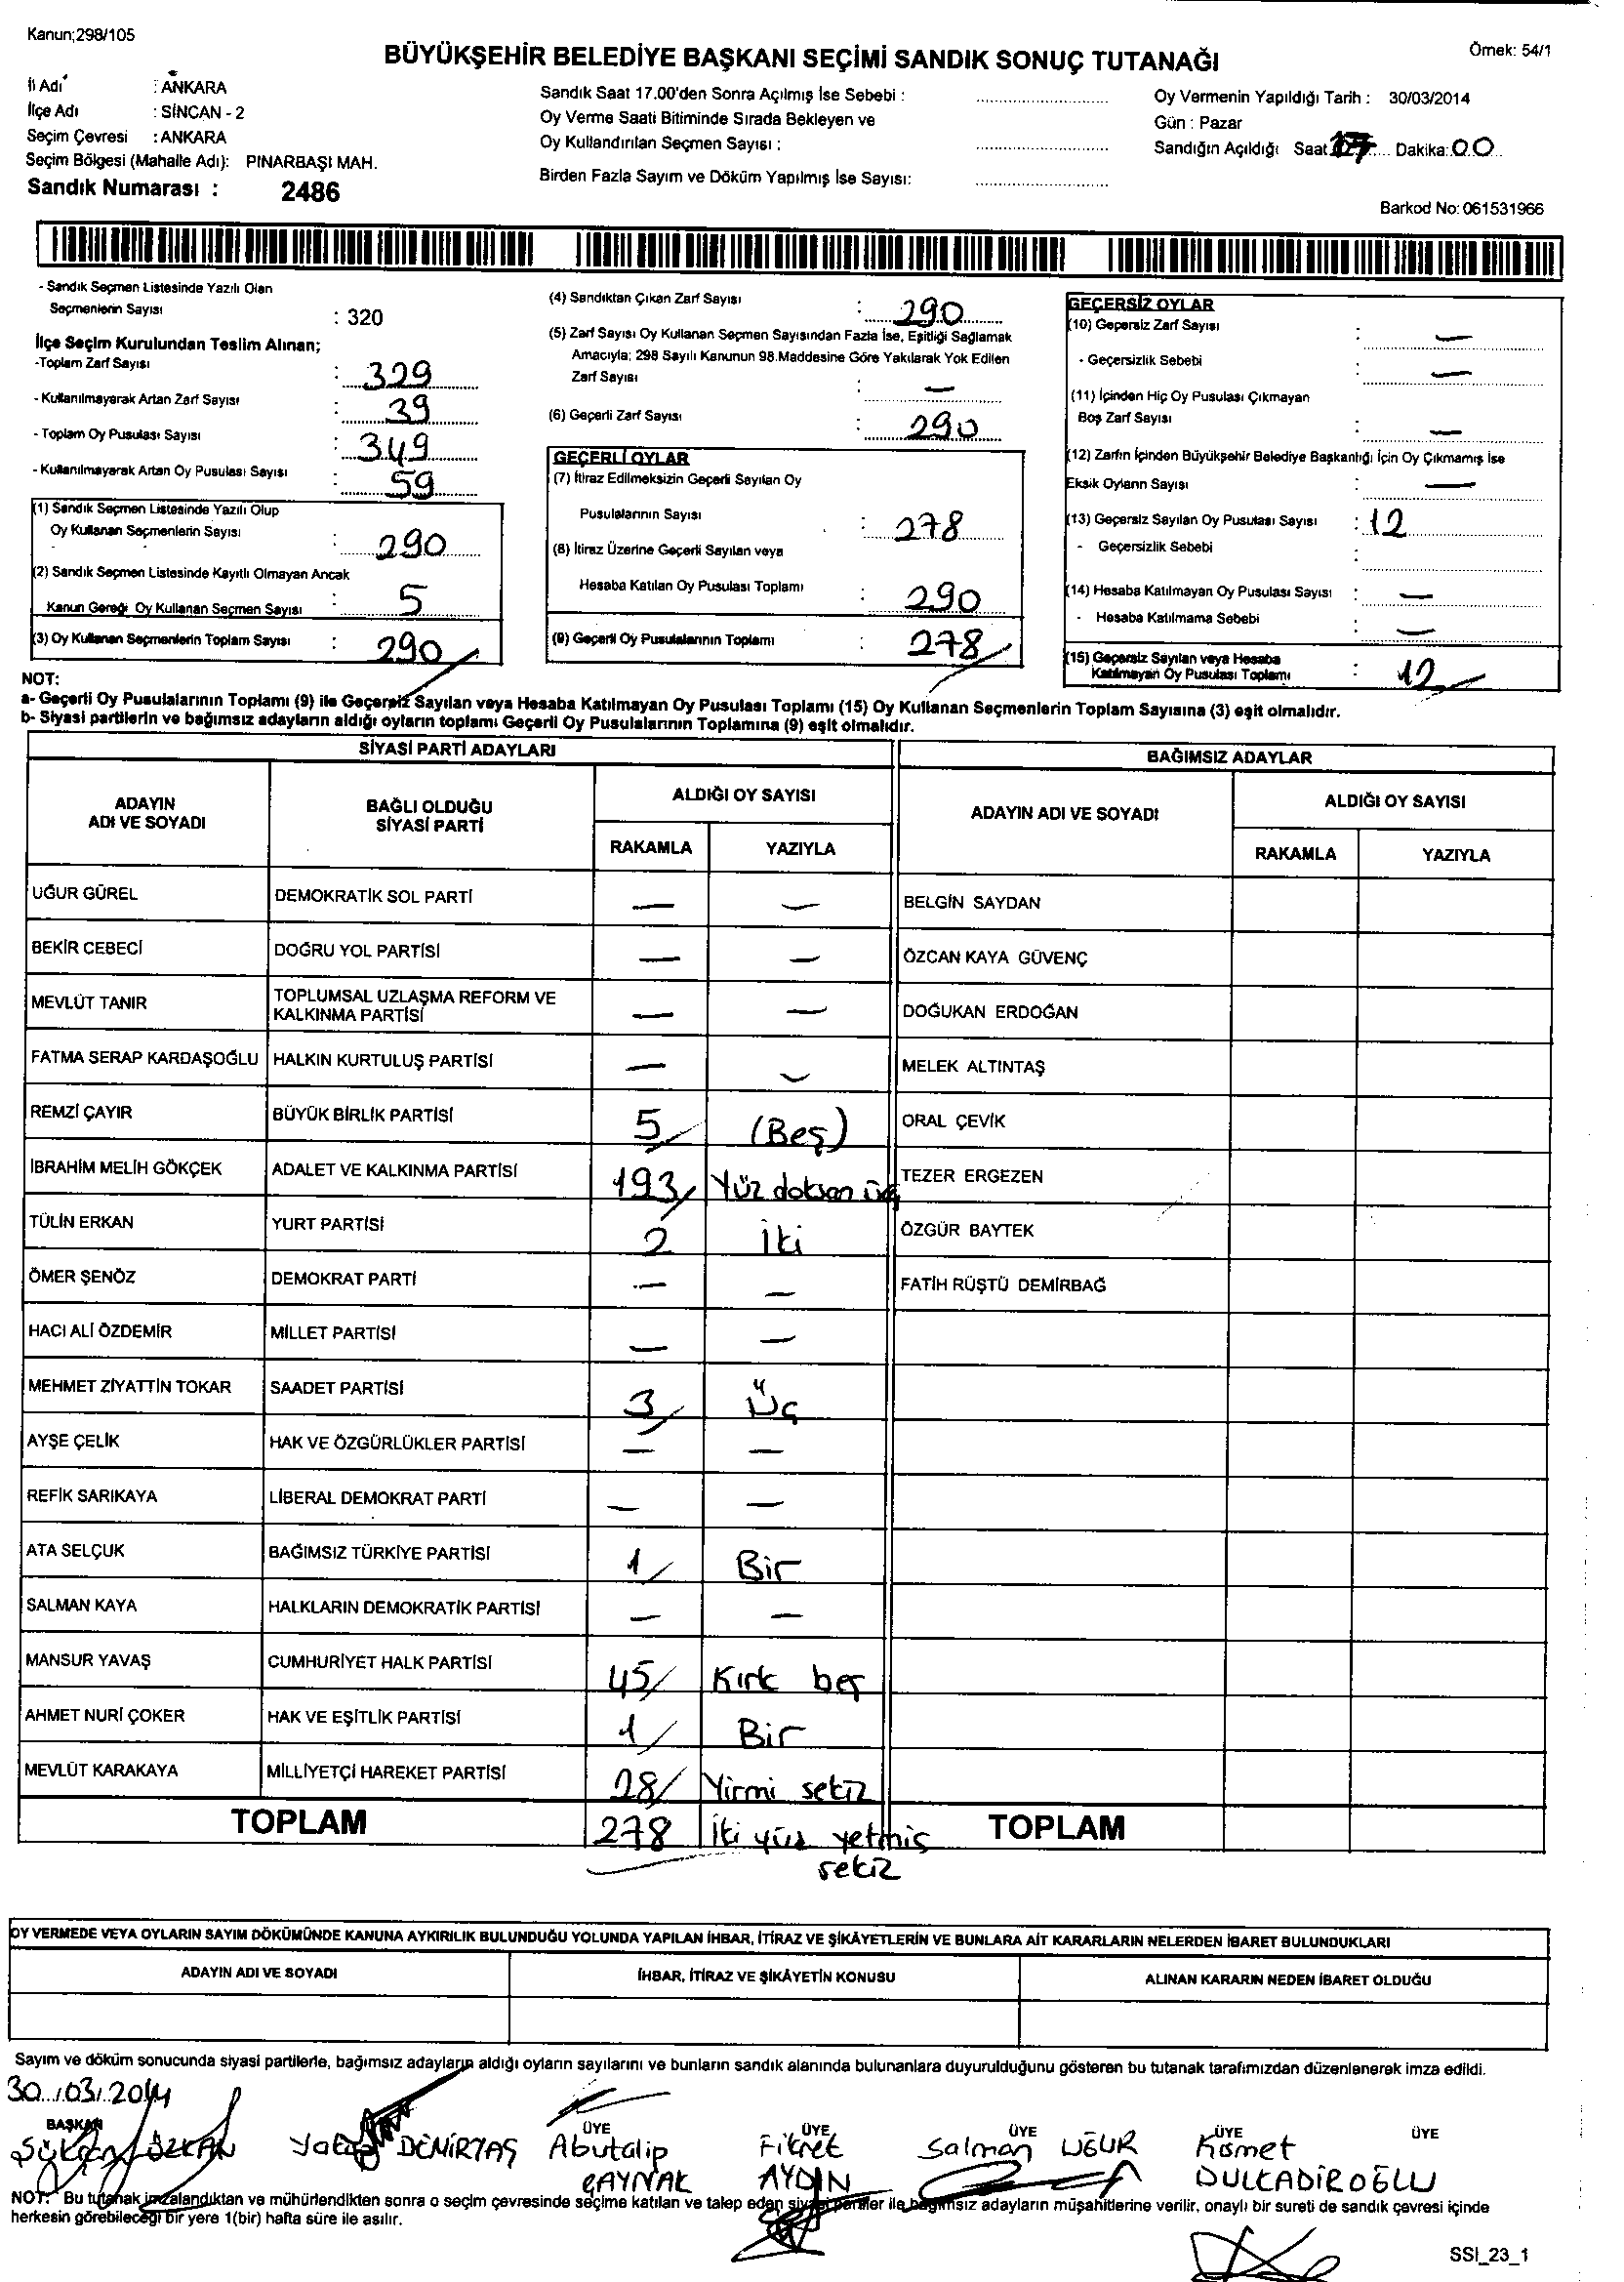 Kanun;298/105
BÜYÜKŞEHİR BELEDİYE BAŞKANI SEÇİMİ SANDIK SONUÇ TUTANAĞI
Örnek: 54/1
İl Adı : ANKARA
İlçe Adı : SİNCAN - 2
Seçim Çevresi : ANKARA
Seçim Bölgesi (Mahalle Adı): PINARBAŞI MAH.
Sandık Numarası : 2486
Sandık Saat 17.00'den Sonra Açılmış İse Sebebi :
Oy Verme Saati Bitiminde Sırada Bekleyen ve
Oy Kullandırılan Seçmen Sayısı :
Birden Fazla Sayım ve Döküm Yapılmış İse Sayısı:
Oy Vermenin Yapıldığı Tarih : 30/03/2014
Gün : Pazar
Sandığın Açıldığı Saat 17 Dakika: 00
Barkod No: 061531966
- Sandık Seçmen Listesinde Yazılı Olan
Seçmenlerin Sayısı : 320
İlçe Seçim Kurulundan Teslim Alınan;
-Toplam Zarf Sayısı : 329
- Kullanılmayarak Artan Zarf Sayısı : 39
- Toplam Oy Pusulası Sayısı : 349
- Kullanılmayarak Artan Oy Pusulası Sayısı : 59
(1) Sandık Seçmen Listesinde Yazılı Olup
Oy Kullanan Seçmenlerin Sayısı : 290
(2) Sandık Seçmen Listesinde Kayıtlı Olmayan Ancak
Kanun Gereği Oy Kullanan Seçmen Sayısı : 5
(3) Oy Kullanan Seçmenlerin Toplam Sayısı : 290
(4) Sandıktan Çıkan Zarf Sayısı : 290
(5) Zarf Sayısı Oy Kullanan Seçmen Sayısından Fazla İse, Eşitliği Sağlamak
Amacıyla; 298 Sayılı Kanunun 98.Maddesine Göre Yakılarak Yok Edilen
Zarf Sayısı : —
(6) Geçerli Zarf Sayısı : 290
GEÇERLİ OYLAR
(7) İtiraz Edilmeksizin Geçerli Sayılan Oy
Pusulalarının Sayısı : 278
(8) İtiraz Üzerine Geçerli Sayılan veya
Hesaba Katılan Oy Pusulası Toplamı : 290
(9) Geçerli Oy Pusulalarının Toplamı : 278
GEÇERSİZ OYLAR
(10) Geçersiz Zarf Sayısı : —
- Geçersizlik Sebebi : —
(11) İçinden Hiç Oy Pusulası Çıkmayan
Boş Zarf Sayısı : —
(12) Zarfın İçinden Büyükşehir Belediye Başkanlığı İçin Oy Çıkmamış İse
Eksik Oyların Sayısı : —
(13) Geçersiz Sayılan Oy Pusulası Sayısı : 12
- Geçersizlik Sebebi :
(14) Hesaba Katılmayan Oy Pusulası Sayısı : —
- Hesaba Katılmama Sebebi : —
(15) Geçersiz Sayılan veya Hesaba
Katılmayan Oy Pusulası Toplamı : 12
NOT:
a- Geçerli Oy Pusulalarının Toplamı (9) ile Geçersiz Sayılan veya Hesaba Katılmayan Oy Pusulası Toplamı (15) Oy Kullanan Seçmenlerin Toplam Sayısına (3) eşit olmalıdır.
b- Siyasi partilerin ve bağımsız adayların aldığı oyların toplamı Geçerli Oy Pusulalarının Toplamına (9) eşit olmalıdır.
SİYASİ PARTİ ADAYLARI
ADAYIN ADI VE SOYADI BAĞLI OLDUĞU SİYASİ PARTİ ALDIĞI OY SAYISI
RAKAMLA YAZIYLA
UĞUR GÜREL DEMOKRATİK SOL PARTİ — —
BEKİR CEBECİ DOĞRU YOL PARTİSİ — —
MEVLÜT TANIR TOPLUMSAL UZLAŞMA REFORM VE KALKINMA PARTİSİ — —
FATMA SERAP KARDAŞOĞLU HALKIN KURTULUŞ PARTİSİ — —
REMZİ ÇAYIR BÜYÜK BİRLİK PARTİSİ 5 (Beş)
İBRAHİM MELİH GÖKÇEK ADALET VE KALKINMA PARTİSİ 193 Yüz doksan üç
TÜLİN ERKAN YURT PARTİSİ 2 İki
ÖMER ŞENÖZ DEMOKRAT PARTİ — —
HACI ALİ ÖZDEMİR MİLLET PARTİSİ — —
MEHMET ZİYATTİN TOKAR SAADET PARTİSİ 3 Üç
AYŞE ÇELİK HAK VE ÖZGÜRLÜKLER PARTİSİ — —
REFİK SARIKAYA LİBERAL DEMOKRAT PARTİ — —
ATA SELÇUK BAĞIMSIZ TÜRKİYE PARTİSİ 1 Bir
SALMAN KAYA HALKLARIN DEMOKRATİK PARTİSİ — —
MANSUR YAVAŞ CUMHURİYET HALK PARTİSİ 45 Kırk beş
AHMET NURİ ÇOKER HAK VE EŞİTLİK PARTİSİ 1 Bir
MEVLÜT KARAKAYA MİLLİYETÇİ HAREKET PARTİSİ 28 Yirmi sekiz
TOPLAM 278 İki yüz yetmiş
sekiz
BAĞIMSIZ ADAYLAR
ADAYIN ADI VE SOYADI ALDIĞI OY SAYISI
RAKAMLA YAZIYLA
BELGİN SAYDAN
ÖZCAN KAYA GÜVENÇ
DOĞUKAN ERDOĞAN
MELEK ALTINTAŞ
ORAL ÇEVİK
TEZER ERGEZEN
ÖZGÜR BAYTEK
FATİH RÜŞTÜ DEMİRBAĞ
TOPLAM
OY VERMEDE VEYA OYLARIN SAYIM DÖKÜMÜNDE KANUNA AYKIRILIK BULUNDUĞU YOLUNDA YAPILAN İHBAR, İTİRAZ VE ŞİKÂYETLERİN VE BUNLARA AİT KARARLARIN NELERDEN İBARET BULUNDUKLARI
ADAYIN ADI VE SOYADI İHBAR, İTİRAZ VE ŞİKÂYETİN KONUSU ALINAN KARARIN NEDEN İBARET OLDUĞU
Sayım ve döküm sonucunda siyasi partilerle, bağımsız adayların aldığı oyların sayılarını ve bunların sandık alanında bulunanlara duyurulduğunu gösteren bu tutanak tarafımızdan düzenlenerek imza edildi.
30/03/2014
BAŞKAN ÜYE ÜYE ÜYE ÜYE ÜYE
ÖZKAN DEMİRTAŞ Abutalip Fikret Salman UĞUR Kısmet
KAYNAK AYDIN DULKADİROĞLU
NOT: Bu tutanak imzalandıktan ve mühürlendikten sonra o seçim çevresinde seçime katılan ve talep eden siyasi partiler ile bağımsız adayların müşahitlerine verilir, onaylı bir sureti de sandık çevresi içinde
herkesin görebileceği bir yere 1(bir) hafta süre ile asılır.
SSI_23_1